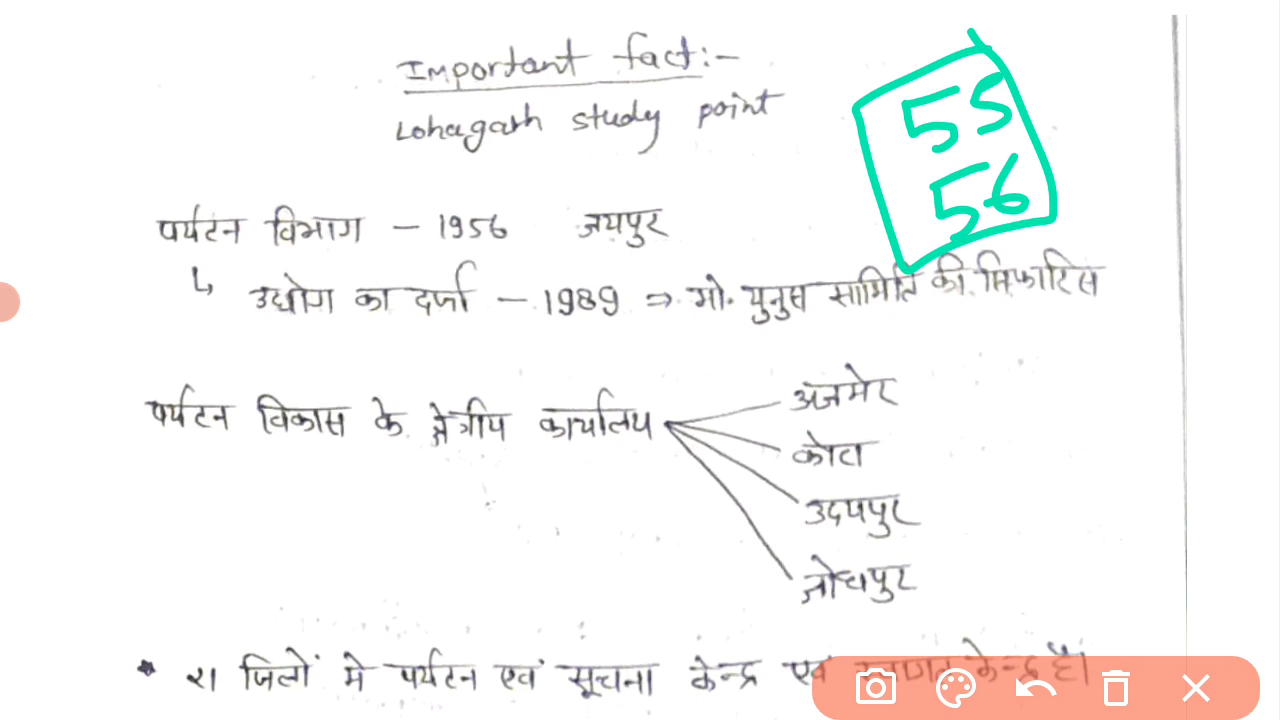 Important fact:-
Lohagarh study point
55
56
पर्यटन विभाग - 1956 जयपुर
↳ उद्योग का दर्जा - 1989 ⇒ मो. युनुस सामिति की सिफारिस
पर्यटन विकास के क्षेत्रीय कार्यालय
अजमेर
कोटा
उदयपुर
जोधपुर
* २१ जिलों मे पर्यटन एवं सूचना केन्द्र एवं केन्द्र है।